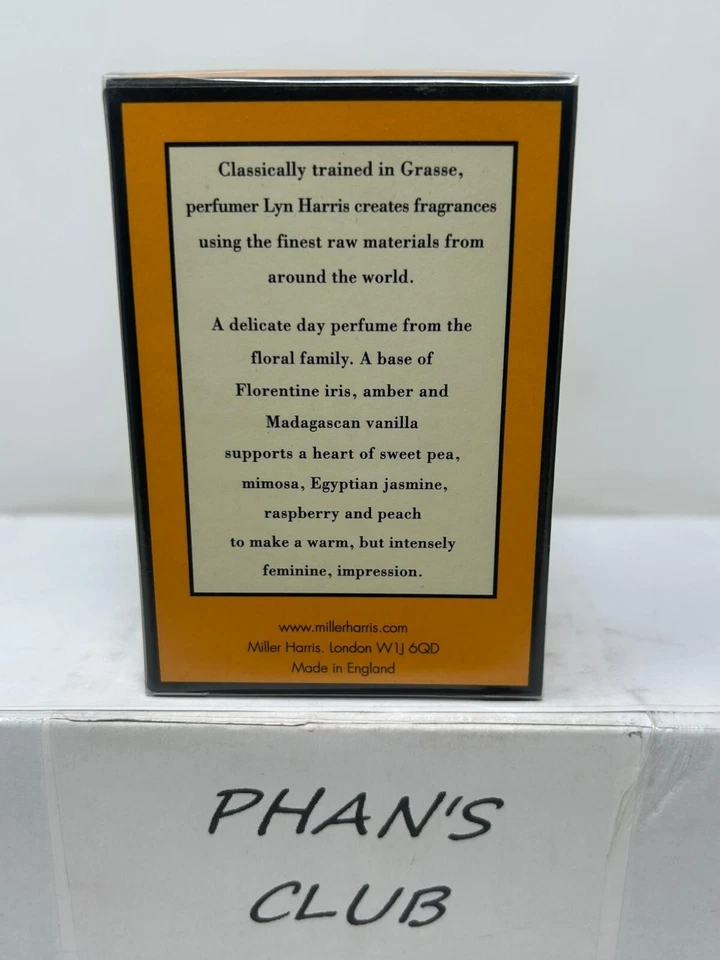 Classically trained in Grasse,
perfumer Lyn Harris creates fragrances
using the finest raw materials from
around the world.
A delicate day perfume from the
floral family. A base of
Florentine iris, amber and
Madagascan vanilla
supports a heart of sweet pea,
mimosa, Egyptian jasmine,
raspberry and peach
to make a warm, but intensely
feminine, impression.
www.millerharris.com
Miller Harris. London W1J 6QD
Made in England
PHAN'S
CLUB